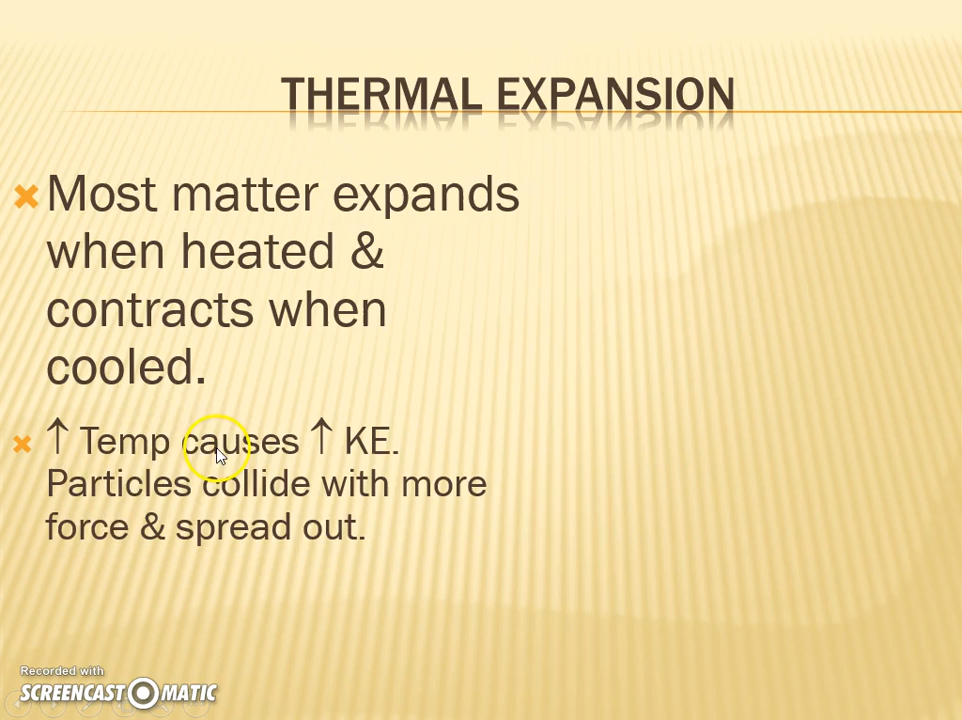 THERMAL EXPANSION
Most matter expands
when heated &
contracts when
cooled.
↑ Temp causes ↑ KE.
Particles collide with more
force & spread out.
Recorded with
SCREENCAST O MATIC